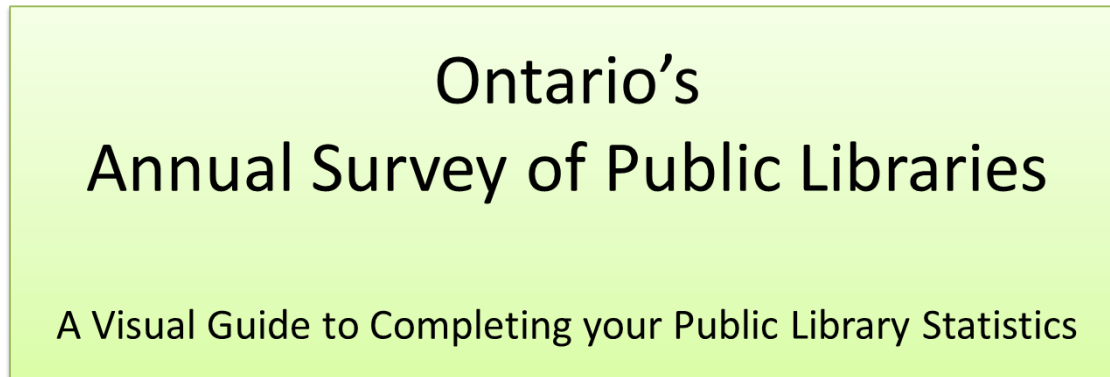 Ontario’s
Annual Survey of Public Libraries
A Visual Guide to Completing your Public Library Statistics